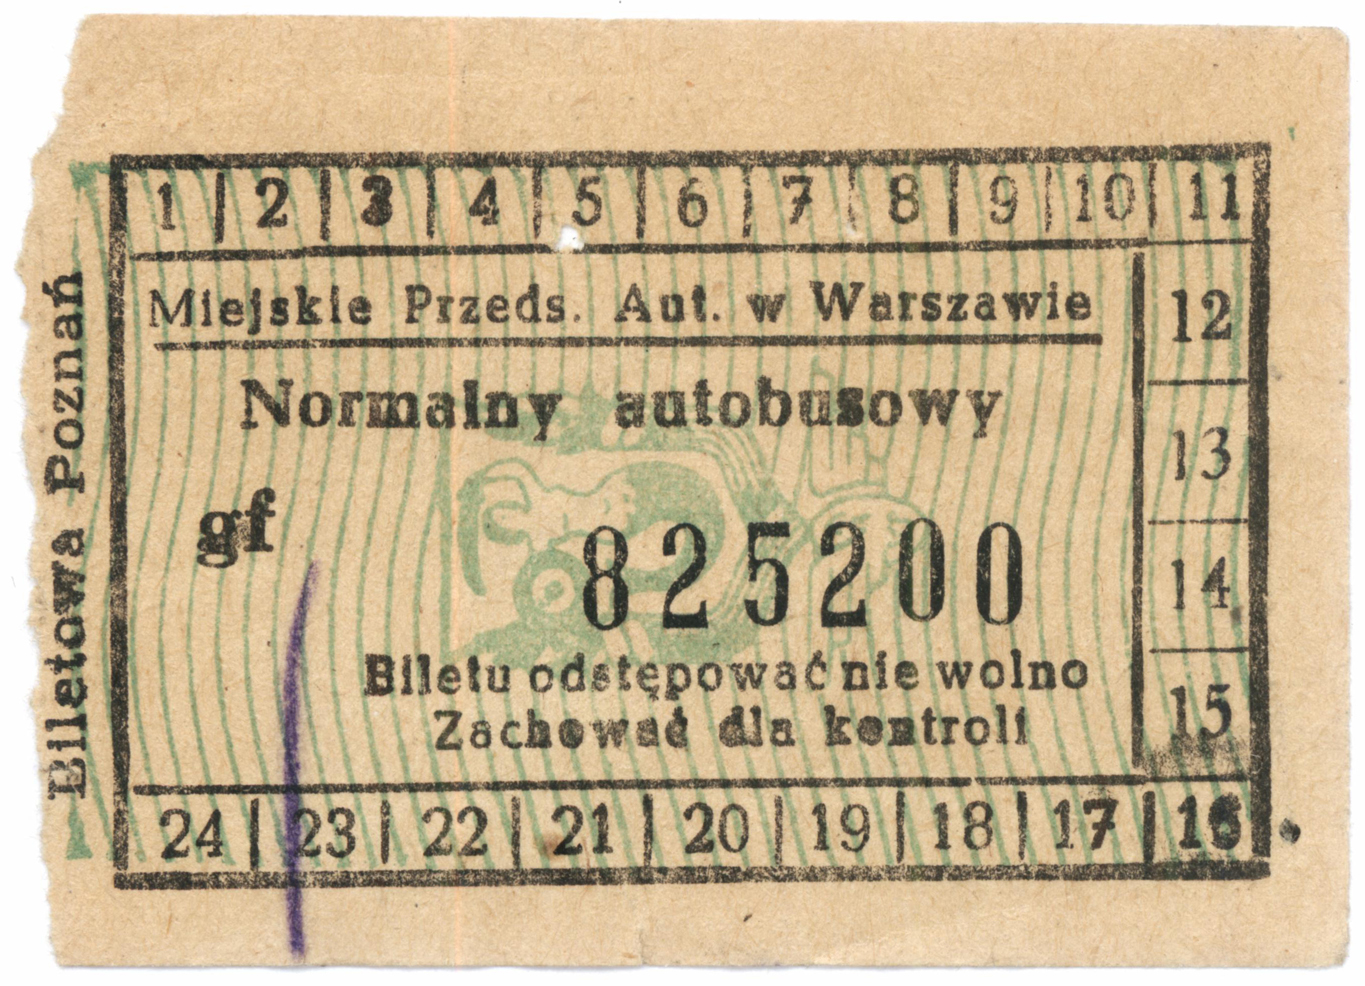 1 | 2 | 3 | 4 | 5 | 6 | 7 | 8 | 9 | 10 | 11
Miejskie Przeds. Aut. w Warszawie
12
Normalny autobusowy
13
gf
825200
14
Biletu odstępować nie wolno
15
Zachować dla kontroli
24 | 23 | 22 | 21 | 20 | 19 | 18 | 17 | 16
Biletowa Poznań